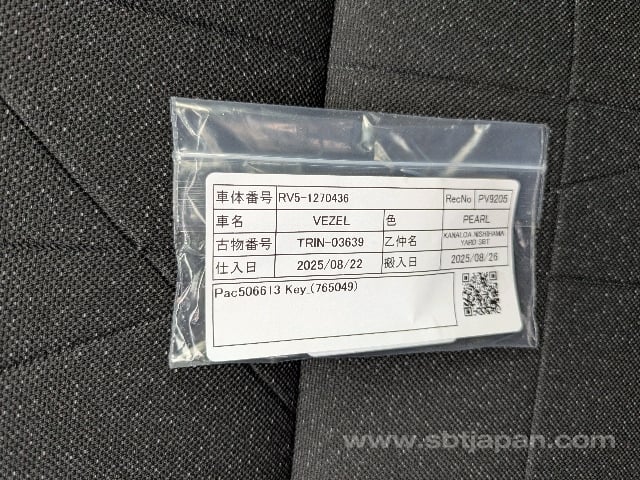 車体番号 RV5-1270436 RecNo PV9205
車名 VEZEL 色 PEARL
古物番号 TRIN-03639 乙仲名 KANALOA NISHIHAMA YARD SBT
仕入日 2025/08/22 搬入日 2025/08/26
Pac506613 Key_(765049)
www.sbtjapan.com